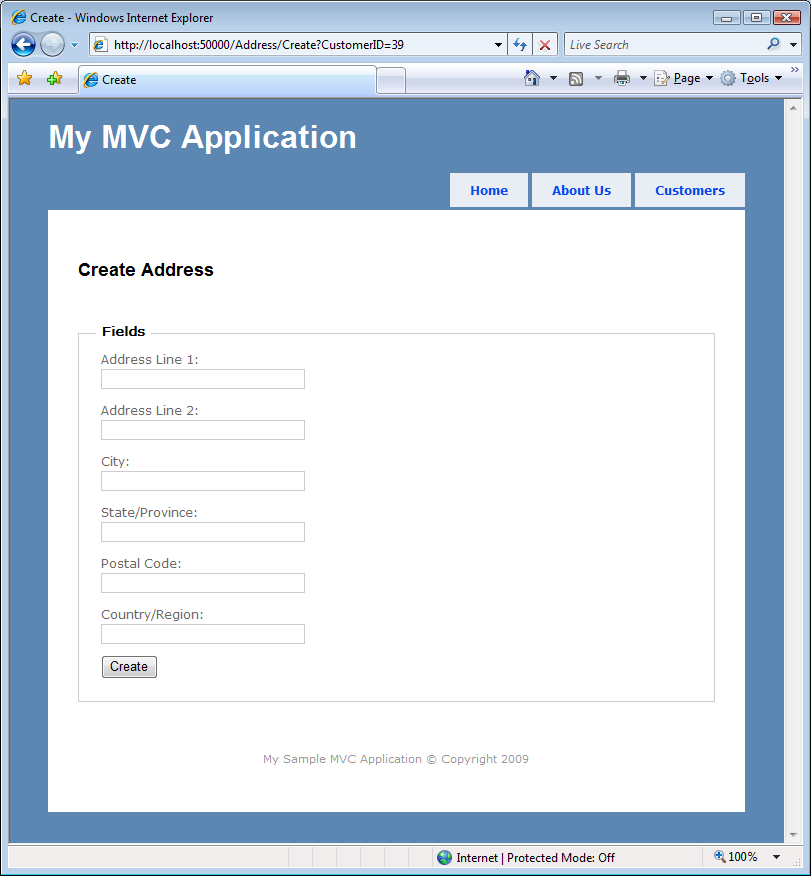 Create - Windows Internet Explorer
http://localhost:50000/Address/Create?CustomerID=39
Live Search
Create
Page
Tools
My MVC Application
Home
About Us
Customers
Create Address
Fields
Address Line 1:
Address Line 2:
City:
State/Province:
Postal Code:
Country/Region:
Create
My Sample MVC Application © Copyright 2009
Internet | Protected Mode: Off
100%